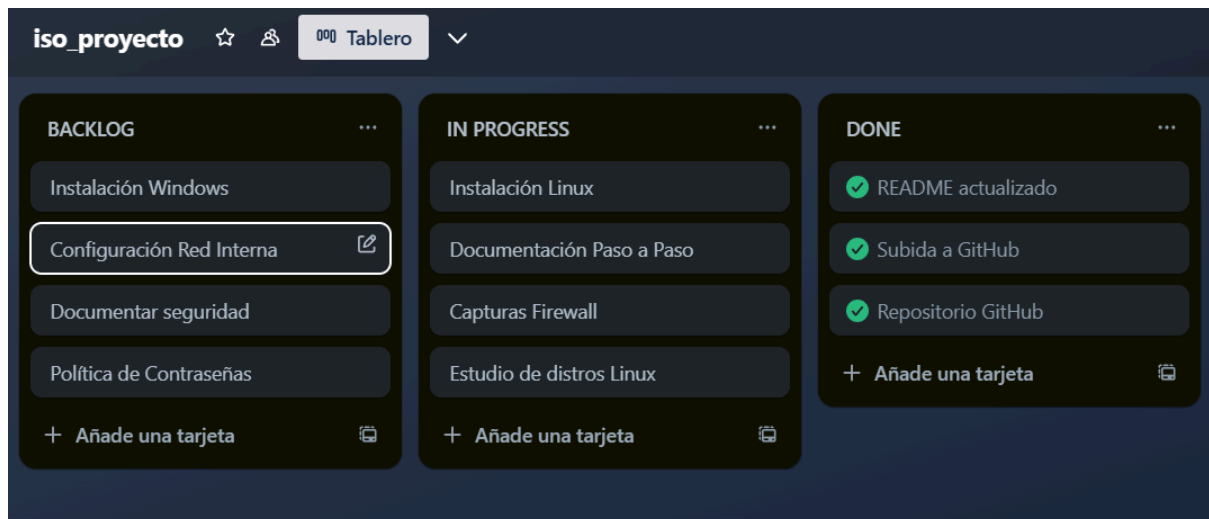 iso_proyecto
Tablero
BACKLOG
Instalación Windows
Configuración Red Interna
Documentar seguridad
Política de Contraseñas
Añade una tarjeta
IN PROGRESS
Instalación Linux
Documentación Paso a Paso
Capturas Firewall
Estudio de distros Linux
Añade una tarjeta
DONE
README actualizado
Subida a GitHub
Repositorio GitHub
Añade una tarjeta